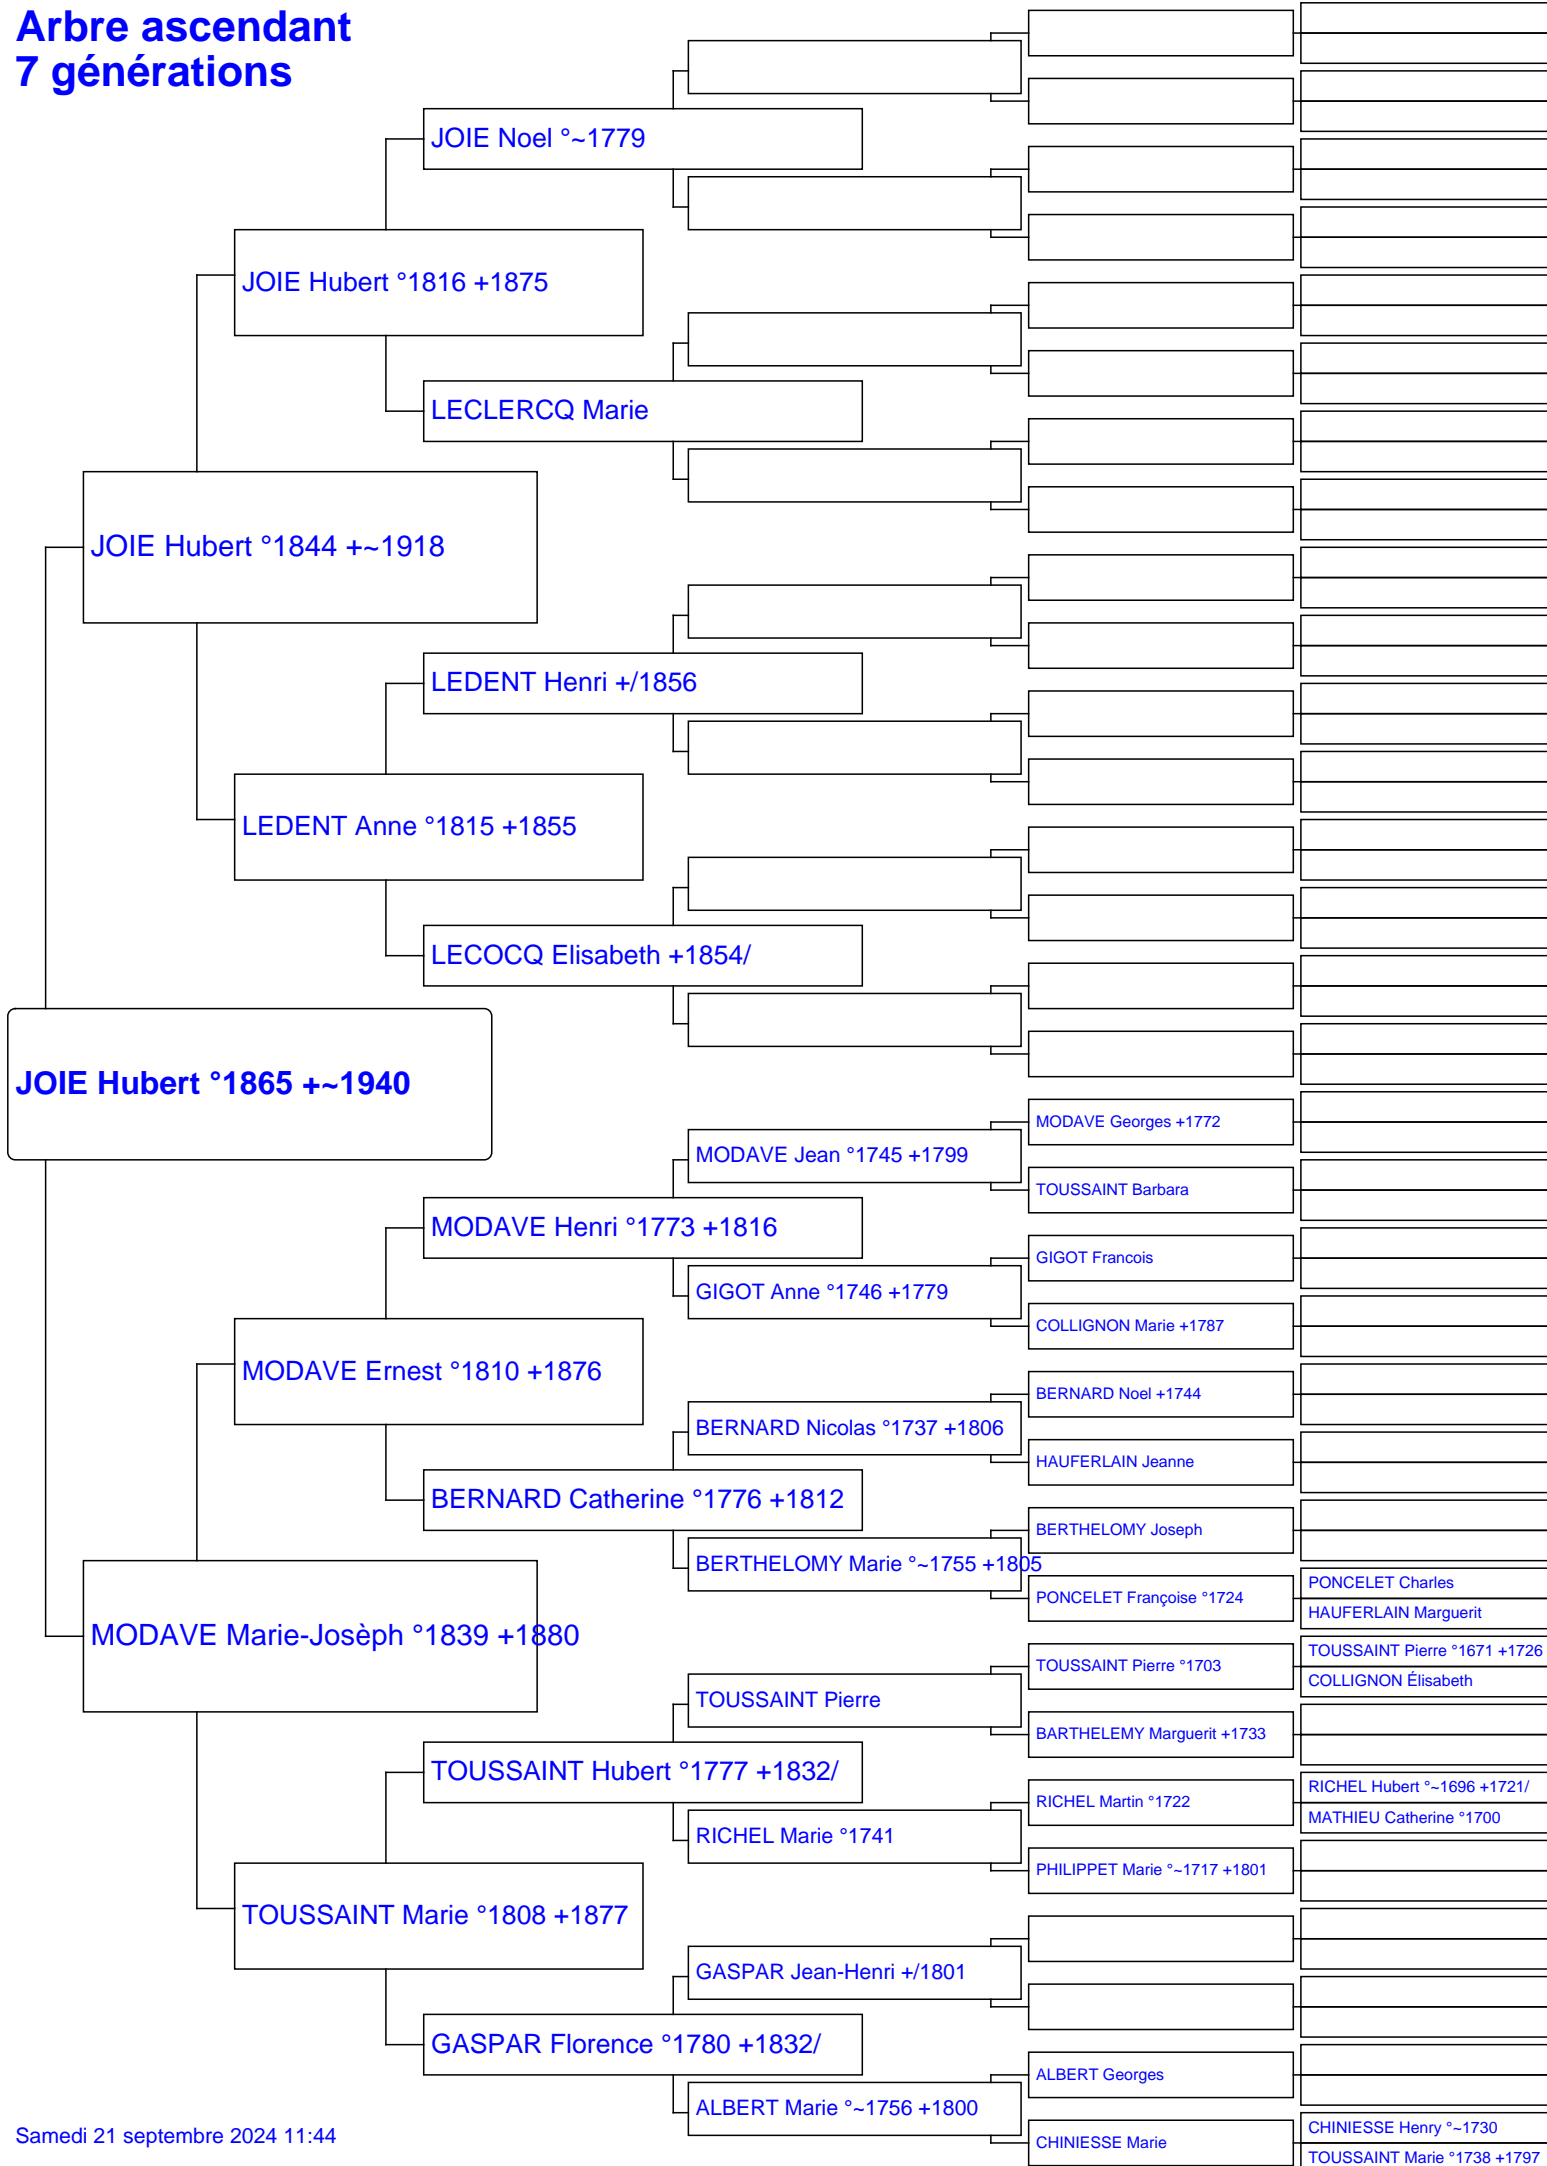 Arbre ascendant
7 générations
JOIE Noel °~1779
JOIE Hubert °1816 +1875
LECLERCQ Marie
JOIE Hubert °1844 +~1918
LEDENT Henri +/1856
LEDENT Anne °1815 +1855
LECOCQ Elisabeth +1854/
JOIE Hubert °1865 +~1940
MODAVE Georges +1772
MODAVE Jean °1745 +1799
TOUSSAINT Barbara
MODAVE Henri °1773 +1816
GIGOT Francois
GIGOT Anne °1746 +1779
COLLIGNON Marie +1787
MODAVE Ernest °1810 +1876
BERNARD Noel +1744
BERNARD Nicolas °1737 +1806
HAUFERLAIN Jeanne
BERNARD Catherine °1776 +1812
BERTHELOMY Joseph
BERTHELOMY Marie °~1755 +1805
PONCELET Charles
PONCELET Françoise °1724
HAUFERLAIN Marguerit
MODAVE Marie-Josèph °1839 +1880
TOUSSAINT Pierre °1671 +1726
TOUSSAINT Pierre °1703
COLLIGNON Élisabeth
TOUSSAINT Pierre
BARTHELEMY Marguerit +1733
TOUSSAINT Hubert °1777 +1832/
RICHEL Hubert °~1696 +1721/
RICHEL Martin °1722
MATHIEU Catherine °1700
RICHEL Marie °1741
PHILIPPET Marie °~1717 +1801
TOUSSAINT Marie °1808 +1877
GASPAR Jean-Henri +/1801
GASPAR Florence °1780 +1832/
ALBERT Georges
ALBERT Marie °~1756 +1800
CHINIESSE Henry °~1730
CHINIESSE Marie
TOUSSAINT Marie °1738 +1797
Samedi 21 septembre 2024 11:44